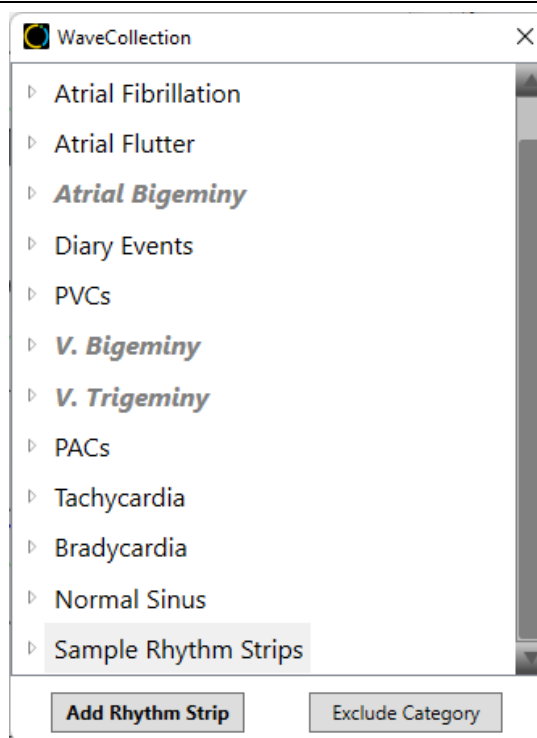 WaveCollection
Atrial Fibrillation
Atrial Flutter
Atrial Bigeminy
Diary Events
PVCs
V. Bigeminy
V. Trigeminy
PACs
Tachycardia
Bradycardia
Normal Sinus
Sample Rhythm Strips
Add Rhythm Strip Exclude Category